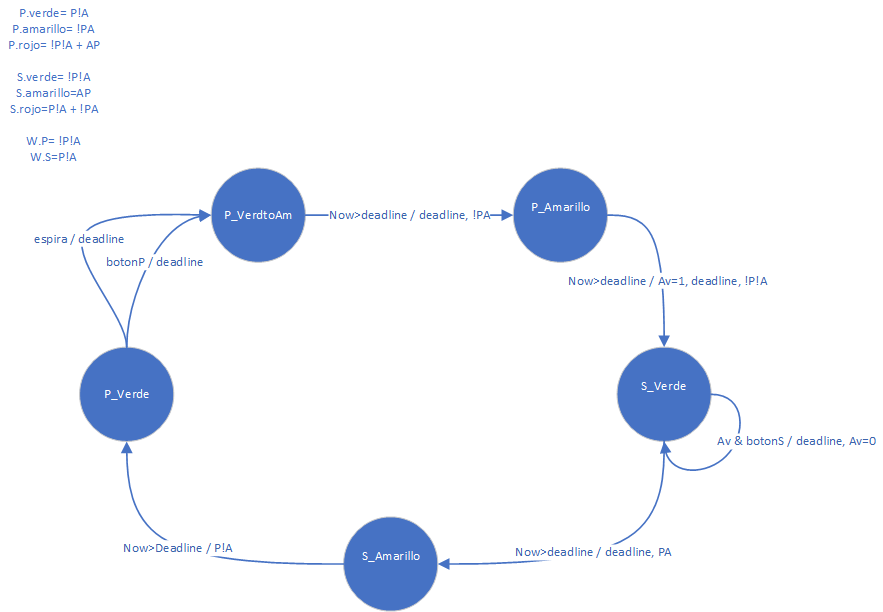 P.verde= P!A
P.amarillo= !PA
P.rojo= !P!A + AP
S.verde= !P!A
S.amarillo=AP
S.rojo=P!A + !PA
W.P= !P!A
W.S=P!A
P_VerdtoAm
Now>deadline / deadline, !PA
P_Amarillo
espira / deadline
botonP / deadline
Now>deadline / Av=1, deadline, !P!A
P_Verde
S_Verde
Av & botonS / deadline, Av=0
Now>Deadline / P!A
S_Amarillo
Now>deadline / deadline, PA